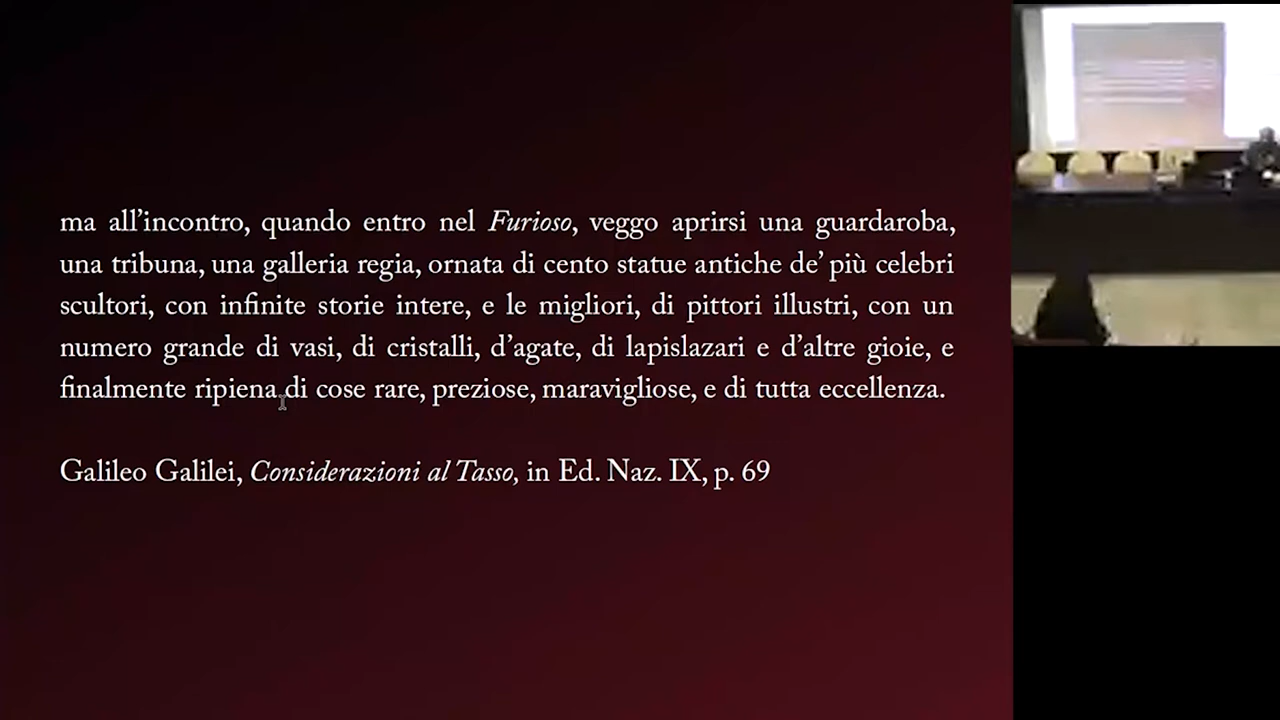 ma all’incontro, quando entro nel Furioso, veggo aprirsi una guardaroba,
una tribuna, una galleria regia, ornata di cento statue antiche de’ più celebri
scultori, con infinite storie intere, e le migliori, di pittori illustri, con un
numero grande di vasi, di cristalli, d’agate, di lapislazari e d’altre gioie, e
finalmente ripiena di cose rare, preziose, maravigliose, e di tutta eccellenza.
Galileo Galilei, Considerazioni al Tasso, in Ed. Naz. IX, p. 69